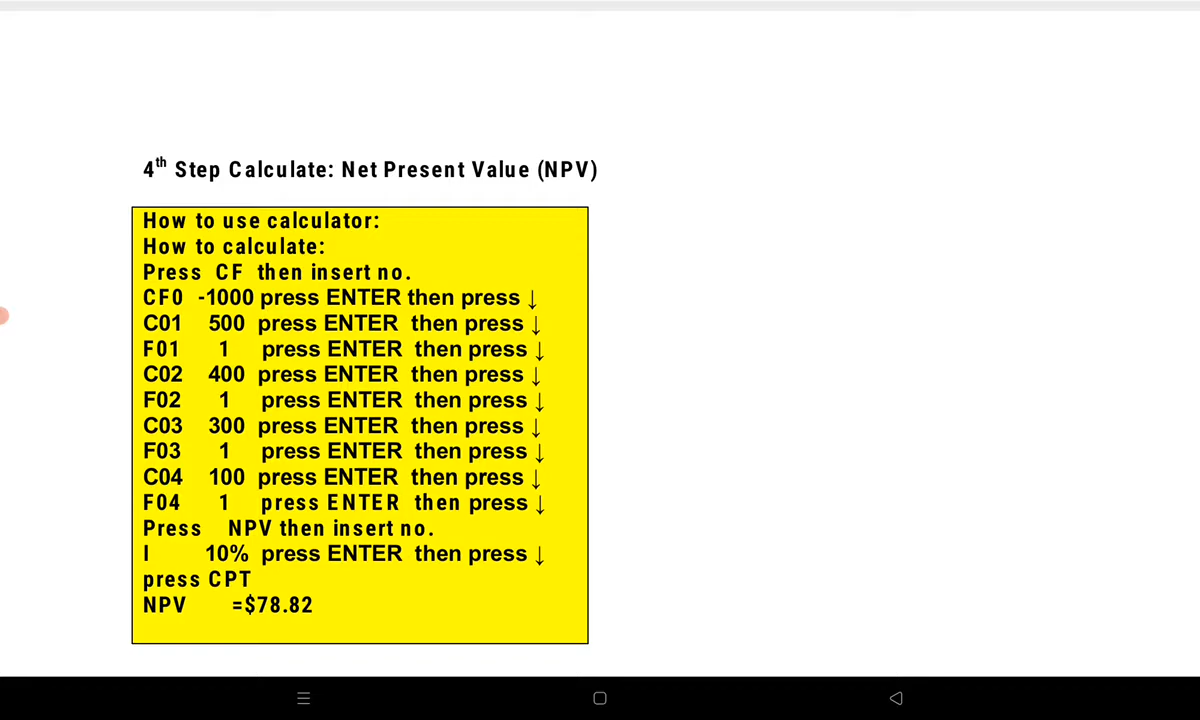 4th Step Calculate: Net Present Value (NPV)
How to use calculator:
How to calculate:
Press CF then insert no.
CF0 -1000 press ENTER then press ↓
C01 500 press ENTER then press ↓
F01 1 press ENTER then press ↓
C02 400 press ENTER then press ↓
F02 1 press ENTER then press ↓
C03 300 press ENTER then press ↓
F03 1 press ENTER then press ↓
C04 100 press ENTER then press ↓
F04 1 press ENTER then press ↓
Press NPV then insert no.
I 10% press ENTER then press ↓
press CPT
NPV =$78.82